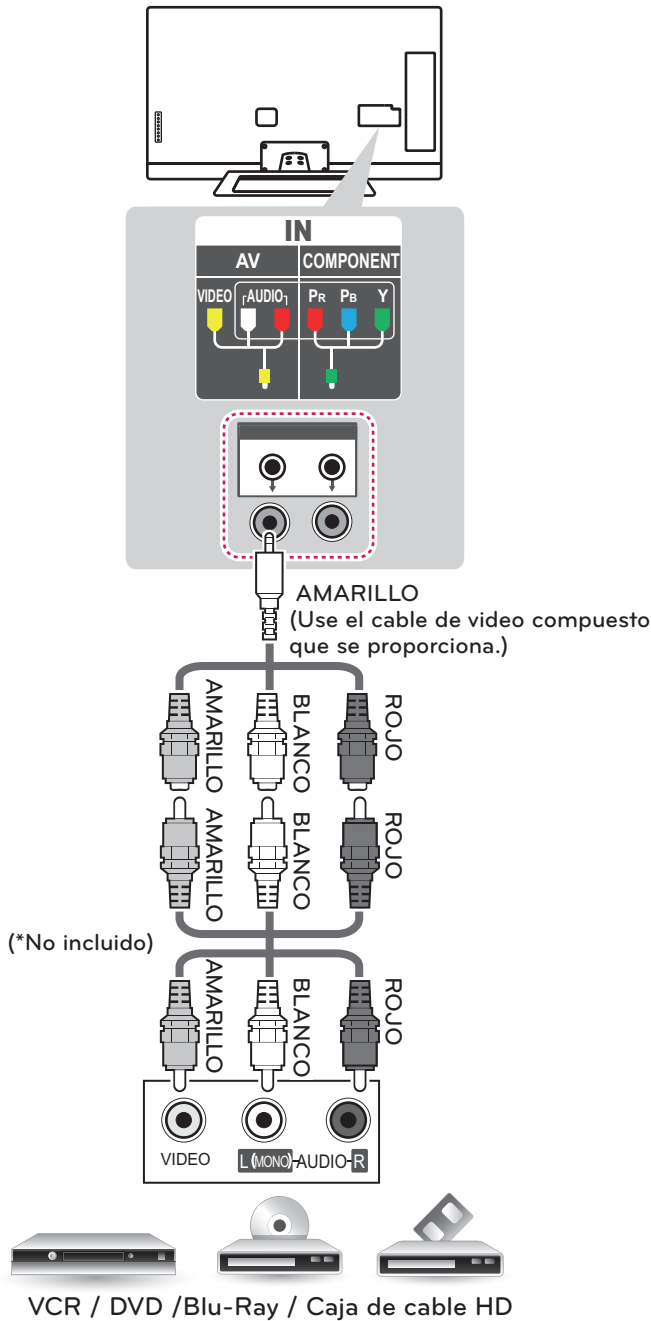 IN
AV COMPONENT
VIDEO AUDIO PR PB Y
AMARILLO
(Use el cable de video compuesto
que se proporciona.)
AMARILLO BLANCO ROJO
AMARILLO BLANCO ROJO
(*No incluido)
AMARILLO BLANCO ROJO
VIDEO L(MONO)-AUDIO-R
VCR / DVD /Blu-Ray / Caja de cable HD